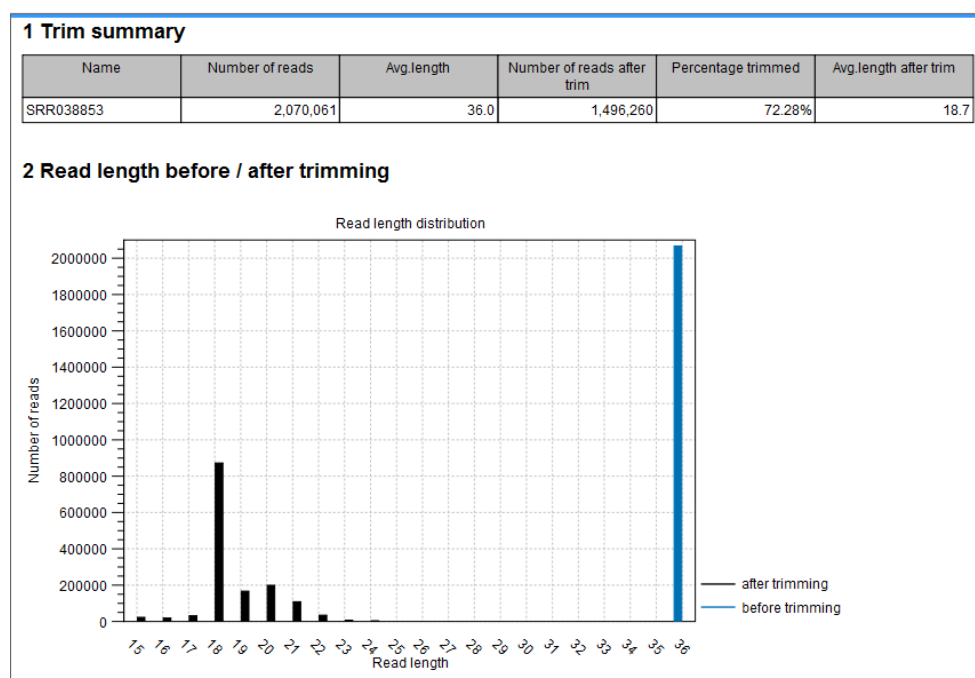 1 Trim summary
Name Number of reads Avg.length Number of reads after trim Percentage trimmed Avg.length after trim
SRR038853 2,070,061 36.0 1,496,260 72.28% 18.7
2 Read length before / after trimming
Read length distribution
Number of reads
2000000
1800000
1600000
1400000
1200000
1000000
800000
600000
400000
200000
0
15 16 17 18 19 20 21 22 23 24 25 26 27 28 29 30 31 32 33 34 35 36
Read length
after trimming
before trimming